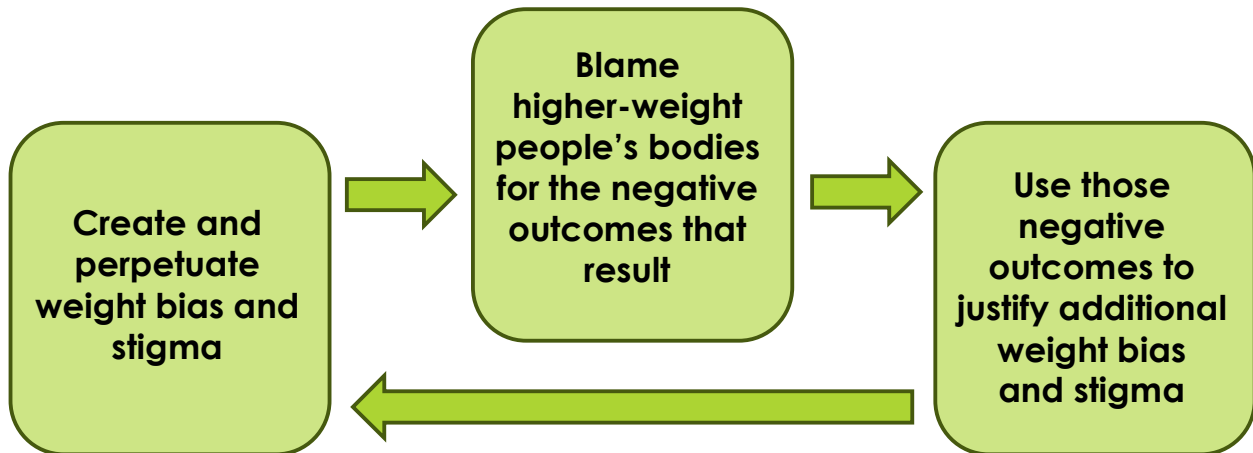 Create and
perpetuate
weight bias and
stigma
Blame
higher-weight
people’s bodies
for the negative
outcomes that
result
Use those
negative
outcomes to
justify additional
weight bias
and stigma